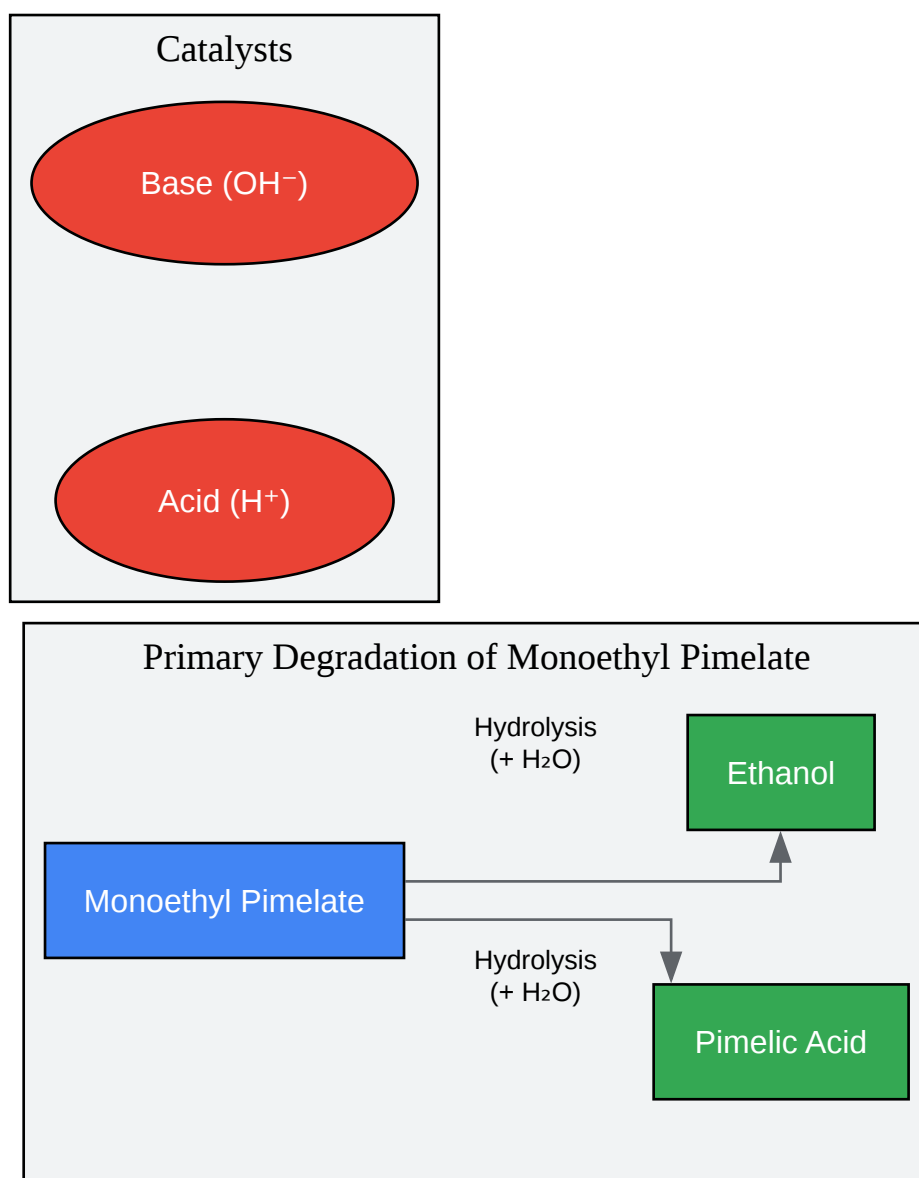 Catalysts
Base (OH⁻)
Acid (H⁺)
Primary Degradation of Monoethyl Pimelate
Hydrolysis
(+ H₂O)
Ethanol
Monoethyl Pimelate
Hydrolysis
(+ H₂O)
Pimelic Acid